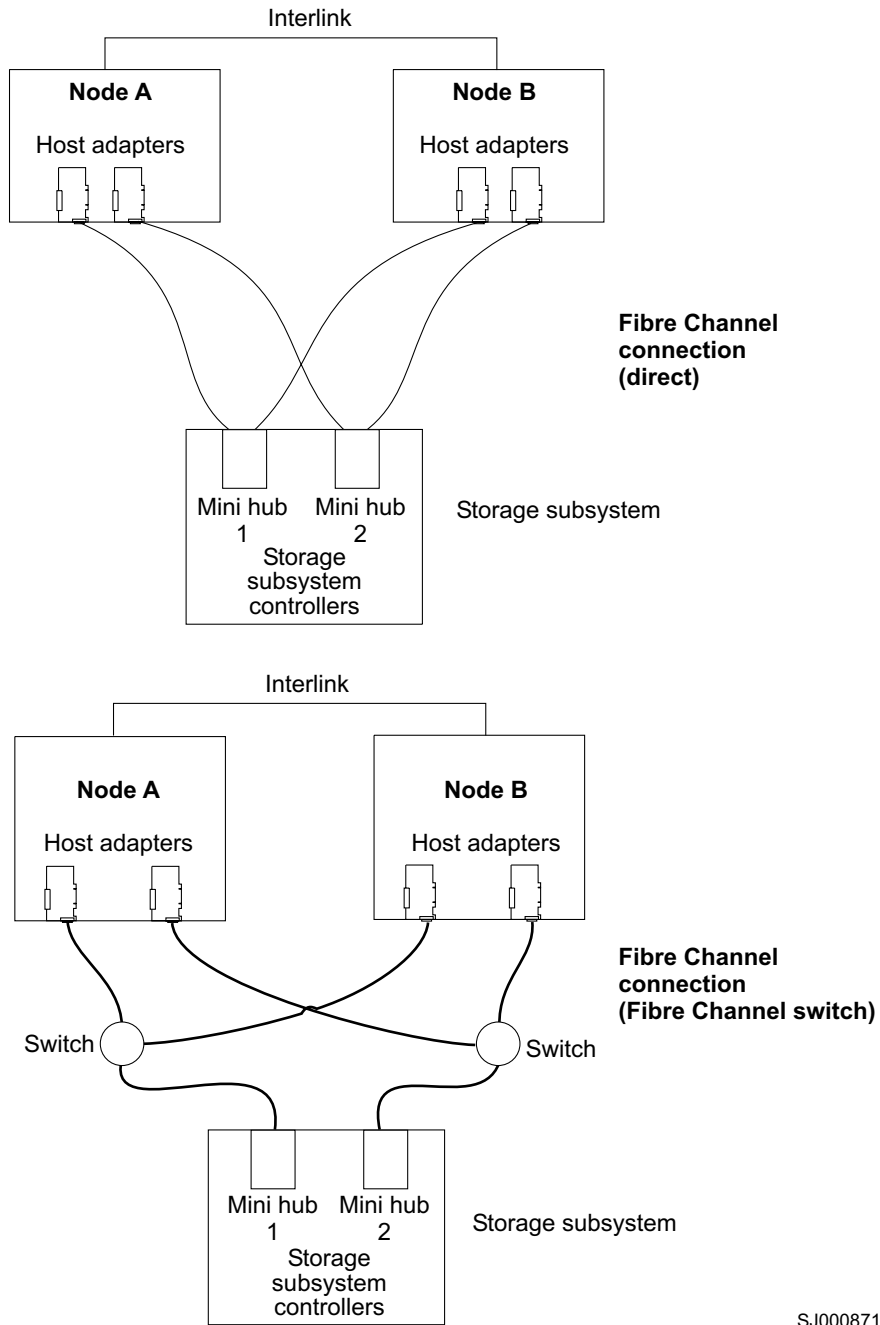 Interlink
Node A
Node B
Host adapters
Host adapters
Fibre Channel
connection
(direct)
Mini hub
1
Mini hub
2
Storage subsystem
Storage
subsystem
controllers
Interlink
Node A
Node B
Host adapters
Host adapters
Fibre Channel
connection
(Fibre Channel switch)
Switch
Switch
Mini hub
1
Mini hub
2
Storage subsystem
Storage
subsystem
controllers
SJ000871